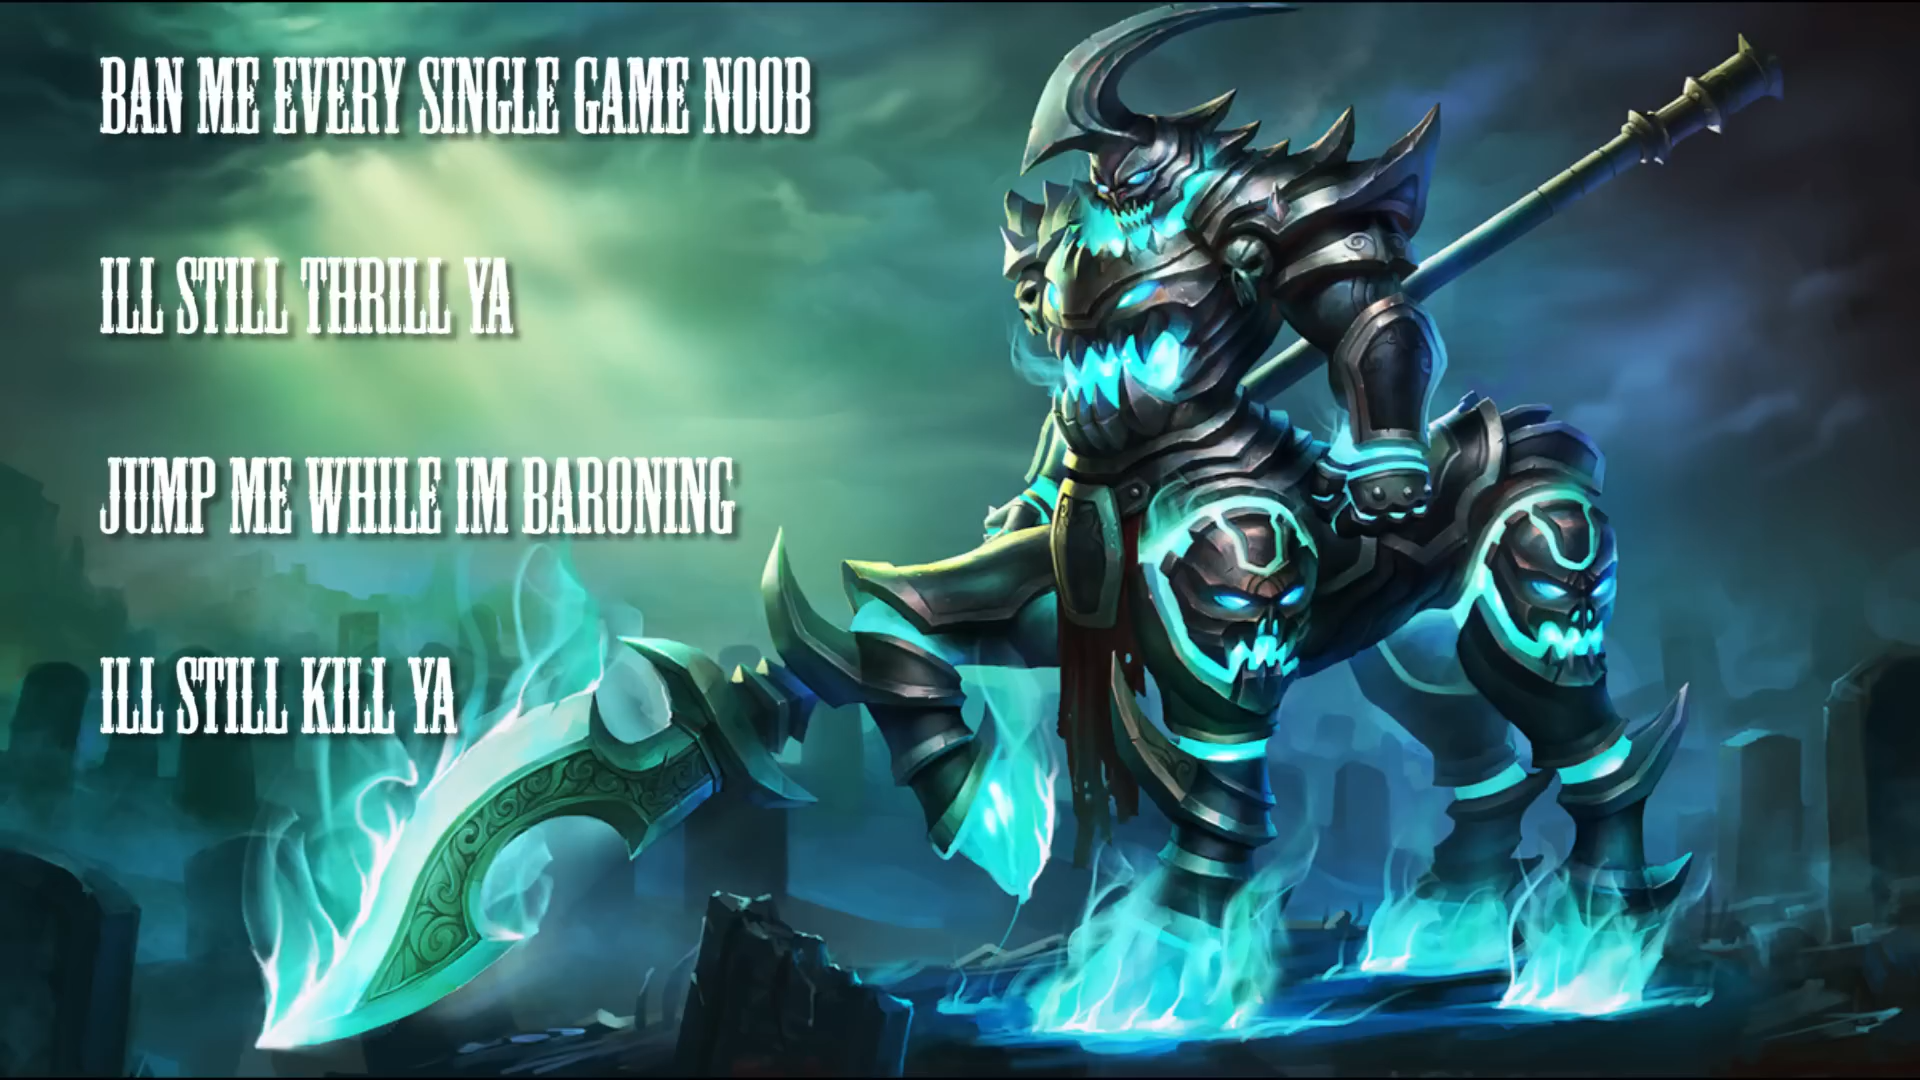 BAN ME EVERY SINGLE GAME NOOB
ILL STILL THRILL YA
JUMP ME WHILE IM BARONING
ILL STILL KILL YA